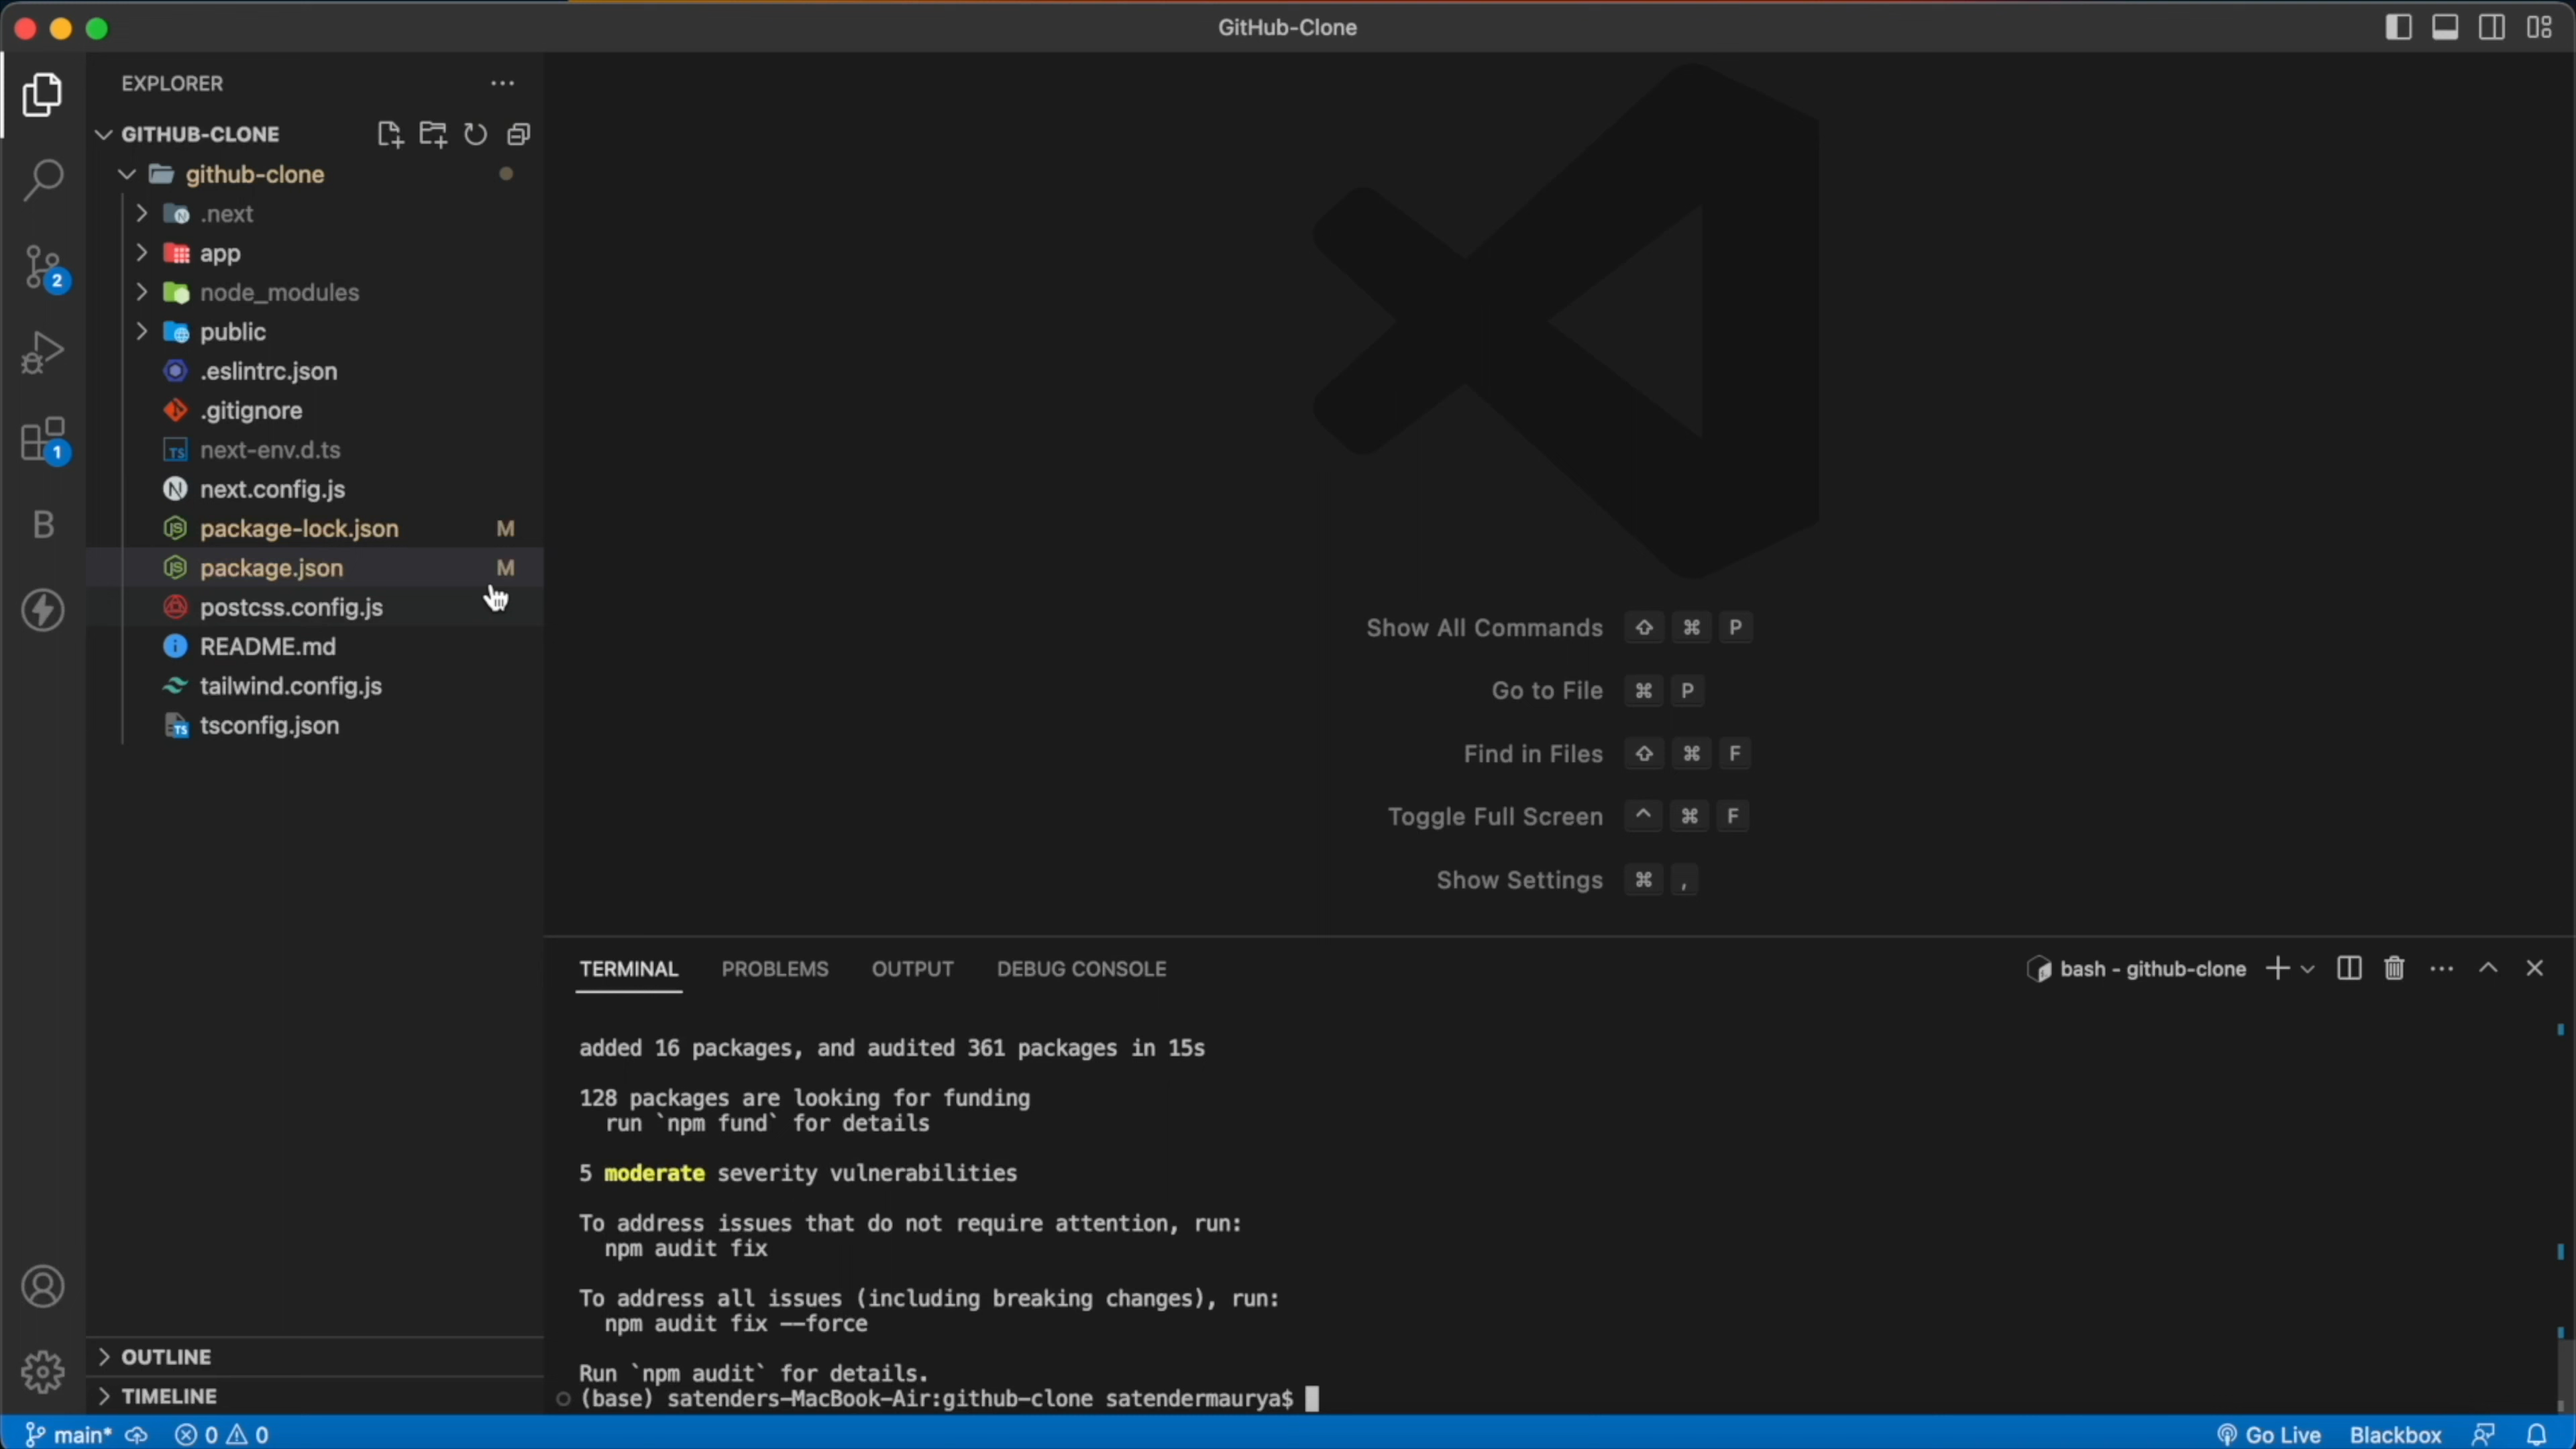 GitHub-Clone
EXPLORER
GITHUB-CLONE
github-clone
.next
app
node_modules
public
.eslintrc.json
.gitignore
next-env.d.ts
next.config.js
package-lock.json M
package.json M
postcss.config.js
README.md
tailwind.config.js
tsconfig.json
2
1
B
OUTLINE
TIMELINE
Show All Commands ⇧ ⌘ P
Go to File ⌘ P
Find in Files ⇧ ⌘ F
Toggle Full Screen ^ ⌘ F
Show Settings ⌘ ,
TERMINAL PROBLEMS OUTPUT DEBUG CONSOLE
bash - github-clone
added 16 packages, and audited 361 packages in 15s
128 packages are looking for funding
run `npm fund` for details
5 moderate severity vulnerabilities
To address issues that do not require attention, run:
npm audit fix
To address all issues (including breaking changes), run:
npm audit fix --force
Run `npm audit` for details.
(base) satenders-MacBook-Air:github-clone satendermaurya$
main* 0 0
Go Live Blackbox